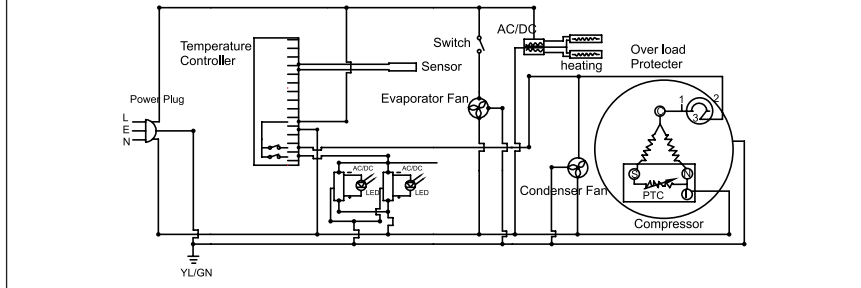 AC/DC
Switch
Temperature
Controller
Over load
Protecter
Sensor
heating
Evaporator Fan
Power Plug
1
2
3
L
E
N
AC/DC
AC/DC
LED
LED
S
N
PTC
Condenser Fan
Compressor
YL/GN